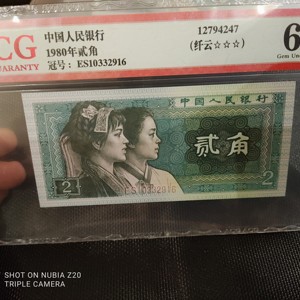 CG
WARRANTY
中国人民银行
1980年贰角
冠号：ES10332916
12794247
(纤云☆☆☆)
6
Gem Un
中国人民银行
贰角
2
ES10332916
2
SHOT ON NUBIA Z20
TRIPLE CAMERA